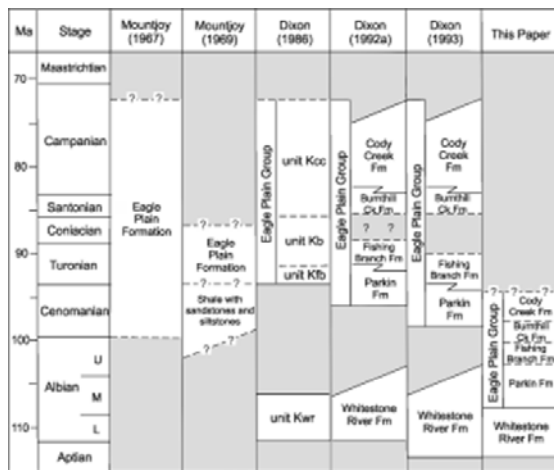 Ma
Stage
Mountjoy
(1967)
Mountjoy
(1969)
Dixon
(1986)
Dixon
(1992a)
Dixon
(1993)
This Paper
70
80
90
100
110
Maastrichtian
Campanian
Santonian
Coniacian
Turonian
Cenomanian
Albian
U
M
L
Aptian
? ?
Eagle
Plain
Formation
? ?
Eagle Plain
Formation
? ?
Shale with
sandstones and
siltstones
?
?
Eagle Plain Group
unit Kcc
unit Kb
unit Kfb
unit Kwr
Eagle Plain Group
Cody
Creek
Fm
Burnthill
Ck Fm
? ?
Fishing
Branch Fm
Parkin
Fm
Whitestone
River Fm
Eagle Plain Group
Cody
Creek
Fm
Burnthill
Ck Fm
Fishing
Branch Fm
Parkin
Fm
Whitestone
River Fm
? ? ?
Eagle Plain Group
Cody
Creek Fm
Burnthill
Ck Fm
Fishing
Branch Fm
Parkin Fm
Whitestone
River Fm